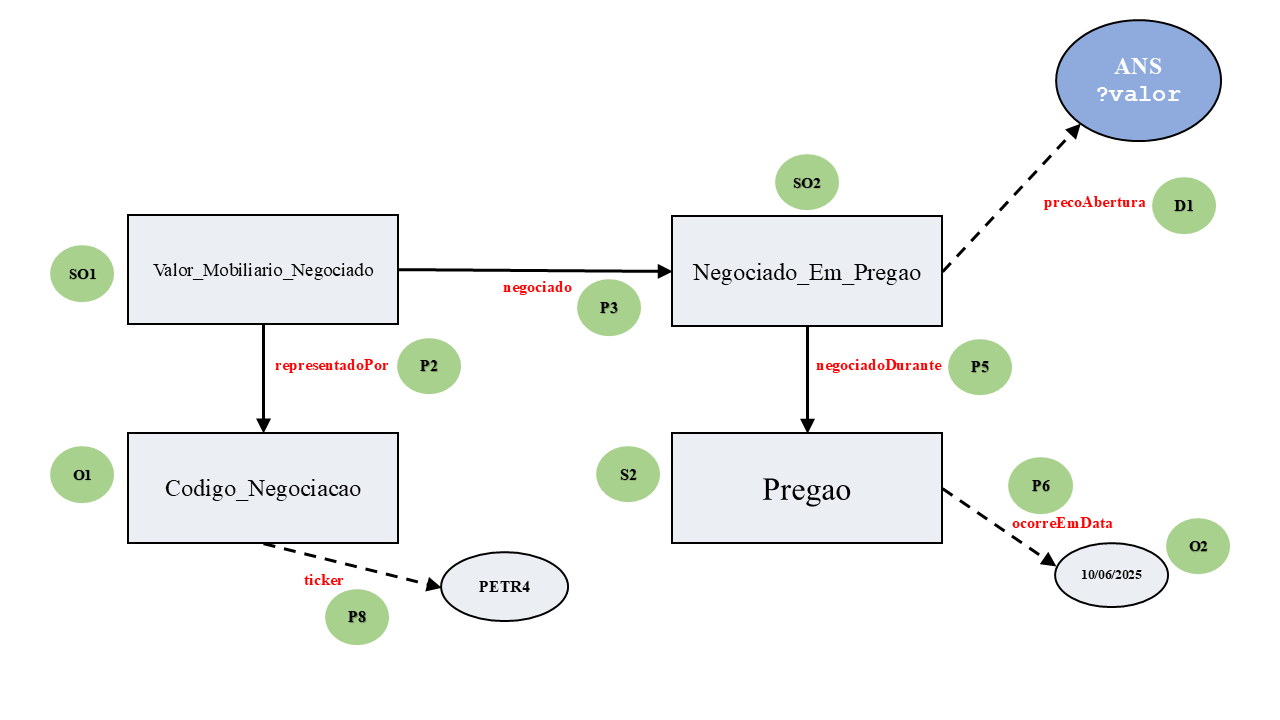 ANS
?valor
SO2
precoAbertura
D1
SO1
Valor_Mobiliario_Negociado
negociado
P3
Negociado_Em_Pregao
representadoPor
P2
negociadoDurante
P5
O1
Codigo_Negociacao
S2
Pregao
P6
ocorreEmData
O2
10/06/2025
ticker
P8
PETR4